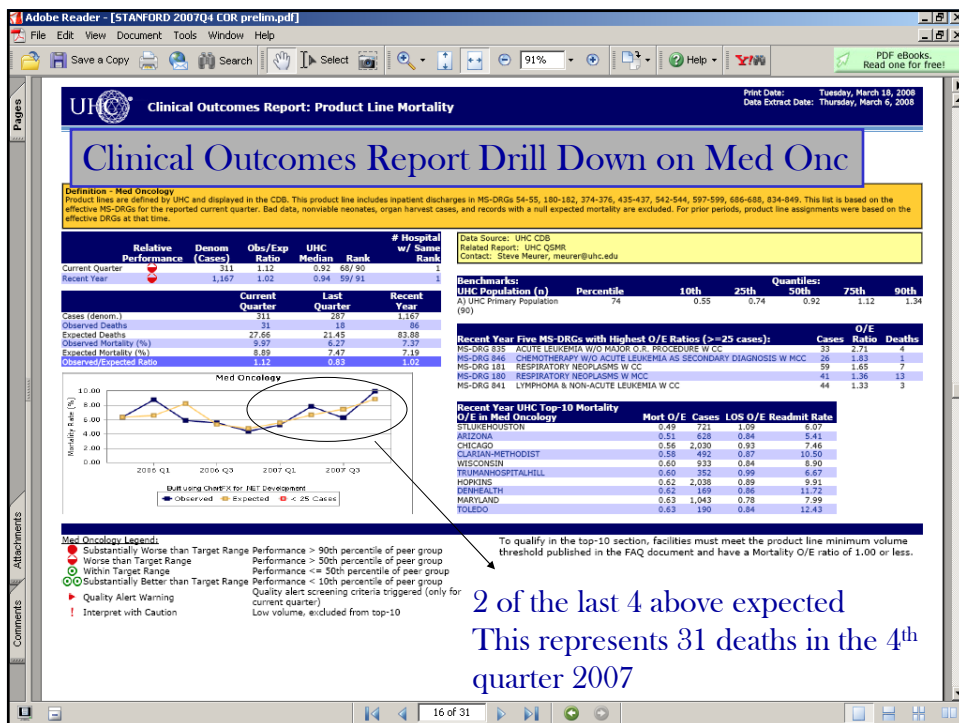 Adobe Reader - [STANFORD 2007Q4 COR prelim.pdf]
File Edit View Document Tools Window Help
Save a Copy Search Select 91% Help Y! PDF eBooks.
Read one for free!
Pages
Attachments
Comments
UHC Clinical Outcomes Report: Product Line Mortality
Print Date: Tuesday, March 18, 2008
Data Extract Date: Thursday, March 6, 2008
Clinical Outcomes Report Drill Down on Med Onc
Definition - Med Oncology
Product lines are defined by UHC and displayed in the CDB. This product line includes inpatient discharges in MS-DRGs 54-55, 180-182, 374-376, 435-437, 542-544, 597-599, 686-688, 834-849. This list is based on the
effective MS-DRGs for the reported current quarter. Bad data, nonviable neonates, organ harvest cases, and records with a null expected mortality are excluded. For prior periods, product line assignments were based on the
effective DRGs at that time.
Relative Performance Denom (Cases) Obs/Exp Ratio UHC Median Rank # Hospital w/ Same Rank
Current Quarter 311 1.12 0.92 68/ 90 1
Recent Year 1,167 1.02 0.94 59/ 91 1
Current Quarter Last Quarter Recent Year
Cases (denom.) 311 287 1,167
Observed Deaths 31 18 86
Expected Deaths 27.66 21.45 83.88
Observed Mortality (%) 9.97 6.27 7.37
Expected Mortality (%) 8.89 7.47 7.19
Observed/Expected Ratio 1.12 0.83 1.02
Med Oncology
Mortality Rate (%)
10.00
8.00
6.00
4.00
2.00
0.00
2006 Q1 2006 Q3 2007 Q1 2007 Q3
Built using ChartFX for .NET Development
Observed Expected < 25 Cases
Data Source: UHC CDB
Related Report: UHC QSMR
Contact: Steve Meurer, meurer@uhc.edu
Benchmarks: Quantiles:
UHC Population (n) Percentile 10th 25th 50th 75th 90th
A) UHC Primary Population 74 0.55 0.74 0.92 1.12 1.34
(90)
Recent Year Five MS-DRGs with Highest O/E Ratios (>=25 cases): Cases O/E Ratio Deaths
MS-DRG 835 ACUTE LEUKEMIA W/O MAJOR O.R. PROCEDURE W CC 33 2.71 4
MS-DRG 846 CHEMOTHERAPY W/O ACUTE LEUKEMIA AS SECONDARY DIAGNOSIS W MCC 26 1.83 1
MS-DRG 181 RESPIRATORY NEOPLASMS W CC 59 1.65 7
MS-DRG 180 RESPIRATORY NEOPLASMS W MCC 41 1.36 13
MS-DRG 841 LYMPHOMA & NON-ACUTE LEUKEMIA W CC 44 1.33 3
Recent Year UHC Top-10 Mortality
O/E in Med Oncology Mort O/E Cases LOS O/E Readmit Rate
STLUKEHOUSTON 0.49 721 1.09 6.07
ARIZONA 0.51 628 0.84 5.41
CHICAGO 0.56 2,030 0.93 7.46
CLARIAN-METHODIST 0.58 492 0.87 10.50
WISCONSIN 0.60 933 0.84 8.90
TRUMANHOSPITALHILL 0.60 352 0.99 6.67
HOPKINS 0.62 2,038 0.89 9.91
DENHEALTH 0.62 169 0.86 11.72
MARYLAND 0.63 1,043 0.78 7.99
TOLEDO 0.63 190 0.84 12.43
Med Oncology Legend:
Substantially Worse than Target Range Performance > 90th percentile of peer group
Worse than Target Range Performance > 50th percentile of peer group
Within Target Range Performance <= 50th percentile of peer group
Substantially Better than Target Range Performance < 10th percentile of peer group
Quality Alert Warning Quality alert screening criteria triggered (only for
current quarter)
! Interpret with Caution Low volume, excluded from top-10
To qualify in the top-10 section, facilities must meet the product line minimum volume
threshold published in the FAQ document and have a Mortality O/E ratio of 1.00 or less.
2 of the last 4 above expected
This represents 31 deaths in the 4th
quarter 2007
16 of 31